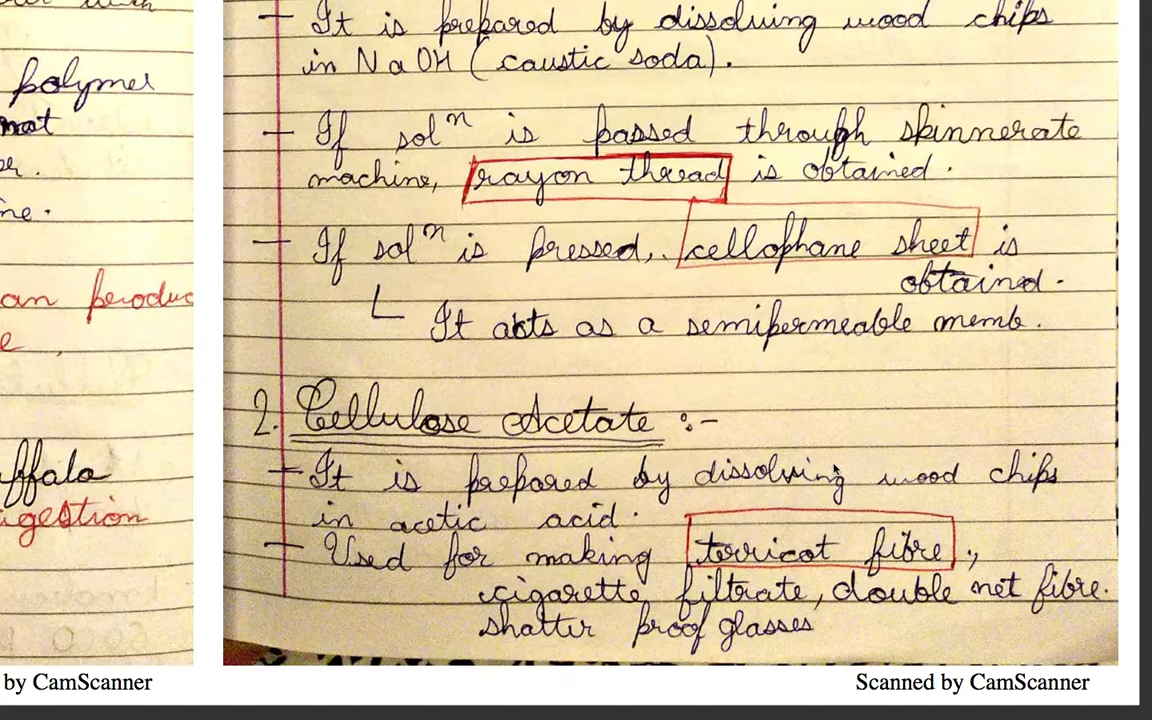 polymer
not
er.
ne.
an produc
e
ffalo
igestion
by CamScanner
- It is prepared by dissolving wood chips
in NaOH (caustic soda).
- If solⁿ is passed through spinnerate
machine, rayon thread is obtained.
- If solⁿ is pressed, cellophane sheet is
obtained.
It acts as a semipermeable memb.
2. Cellulose Acetate :-
- It is prepared by dissolving wood chips
in acetic acid.
- Used for making terricot fibre,
cigarette filtrate, double net fibre.
shatter proof glasses
Scanned by CamScanner